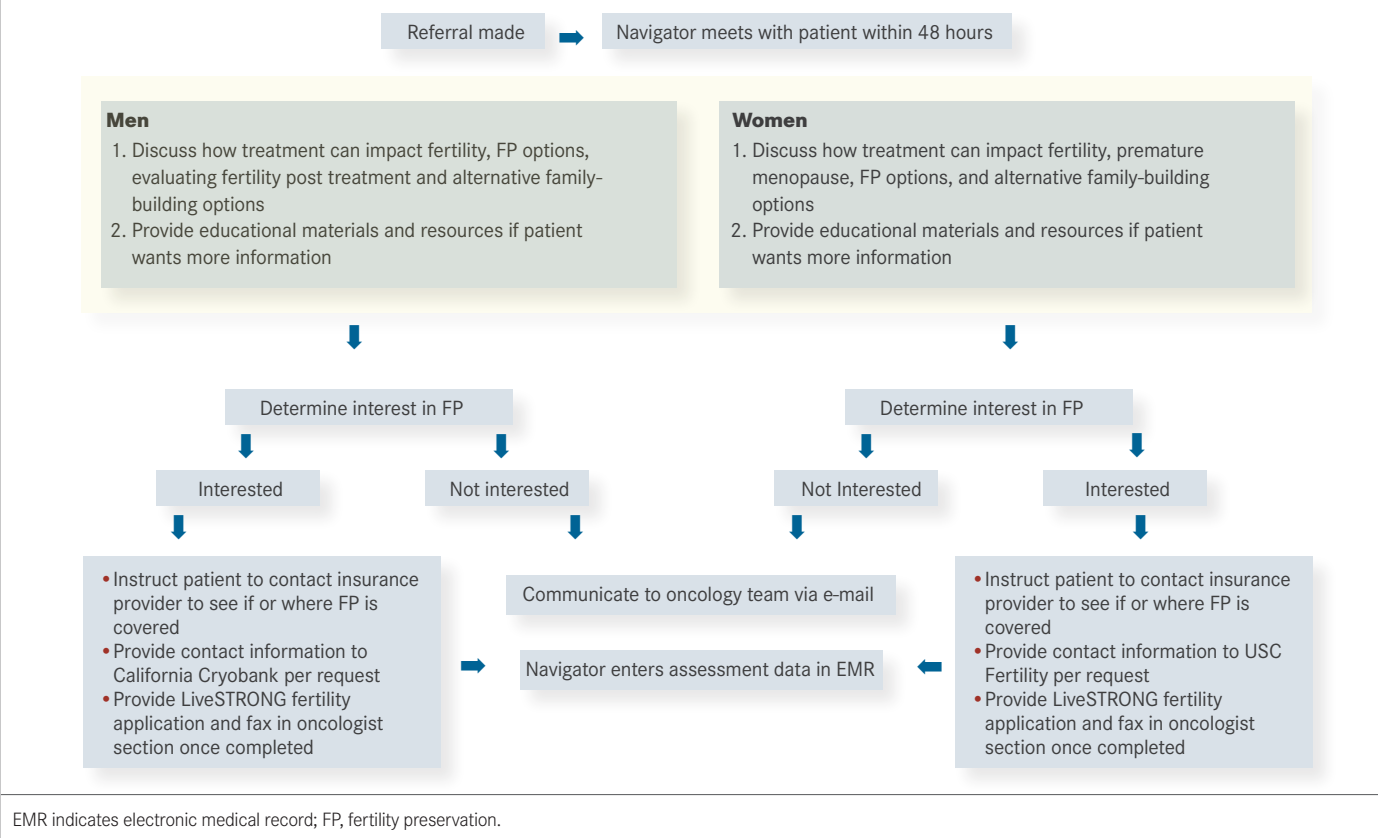 Referral made
Navigator meets with patient within 48 hours
Men
1. Discuss how treatment can impact fertility, FP options,
evaluating fertility post treatment and alternative family-
building options
2. Provide educational materials and resources if patient
wants more information
Women
1. Discuss how treatment can impact fertility, premature
menopause, FP options, and alternative family-building
options
2. Provide educational materials and resources if patient
wants more information
Determine interest in FP
Determine interest in FP
Interested
Not interested
Not Interested
Interested
• Instruct patient to contact insurance
provider to see if or where FP is
covered
• Provide contact information to
California Cryobank per request
• Provide LiveSTRONG fertility
application and fax in oncologist
section once completed
Communicate to oncology team via e-mail
Navigator enters assessment data in EMR
• Instruct patient to contact insurance
provider to see if or where FP is
covered
• Provide contact information to USC
Fertility per request
• Provide LiveSTRONG fertility
application and fax in oncologist
section once completed
EMR indicates electronic medical record; FP, fertility preservation.